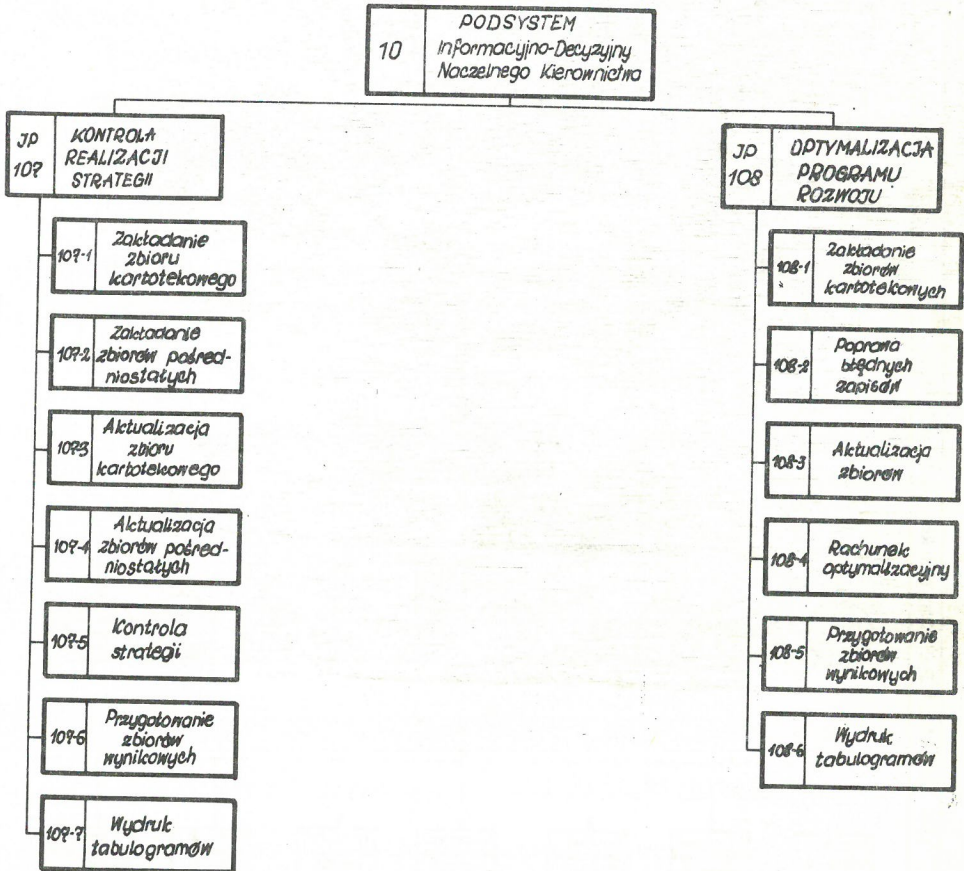 10
PODSYSTEM
Informacyjno-Decyzyjny
Naczelnego Kierownictwa
JP
107
KONTROLA
REALIZACJI
STRATEGII
107-1
Zakładanie
zbioru
kartotekowego
107-2
Zakładanie
zbiorów pośred-
niostałych
107-3
Aktualizacja
zbioru
kartotekowego
107-4
Aktualizacja
zbiorów pośred-
niostałych
107-5
Kontrola
strategii
107-6
Przygotowanie
zbiorów
wynikowych
107-7
Wydruk
tabulogramów
JP
108
OPTYMALIZACJA
PROGRAMU
ROZWOJU
108-1
Zakładanie
zbiorów
kartotekowych
108-2
Poprawa
błędnych
zapisów
108-3
Aktualizacja
zbiorów
108-4
Rachunek
optymalizacyjny
108-5
Przygotowanie
zbiorów
wynikowych
108-6
Wydruk
tabulogramów